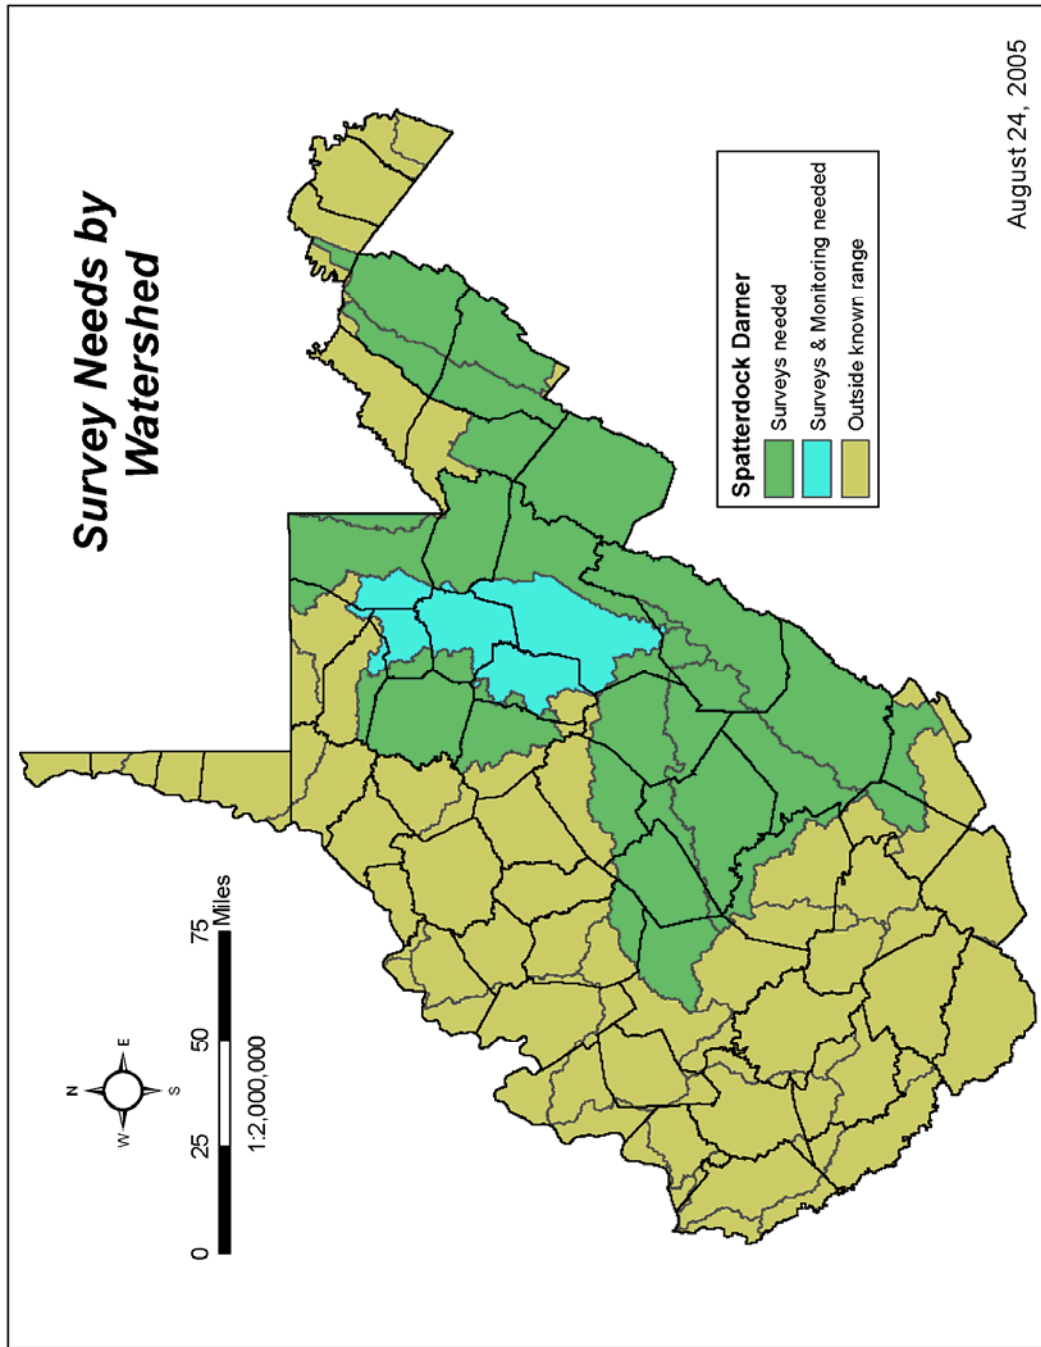 Survey Needs by
Watershed
N
W
E
S
0
25
50
75
Miles
1:2,000,000
Spatterdock Darner
Surveys needed
Surveys & Monitoring needed
Outside known range
August 24, 2005